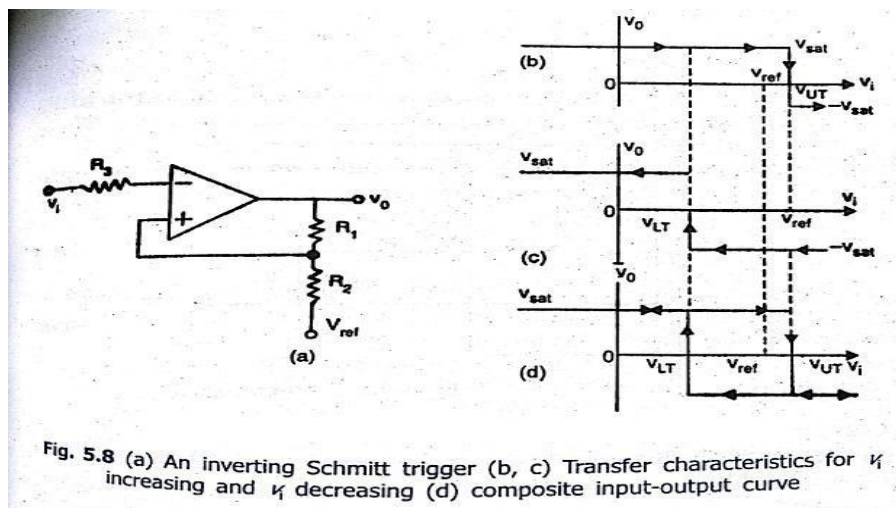 R₃
vᵢ
−
+
v₀
R₁
R₂
Vref
(a)
v₀
Vsat
(b)
Vref
0
VUT
vᵢ
−Vsat
v₀
Vsat
0
VLT
Vref
vᵢ
(c)
−Vsat
v₀
Vsat
0
VLT
Vref
VUT
vᵢ
(d)
Fig. 5.8 (a) An inverting Schmitt trigger (b, c) Transfer characteristics for vᵢ
increasing and vᵢ decreasing (d) composite input-output curve